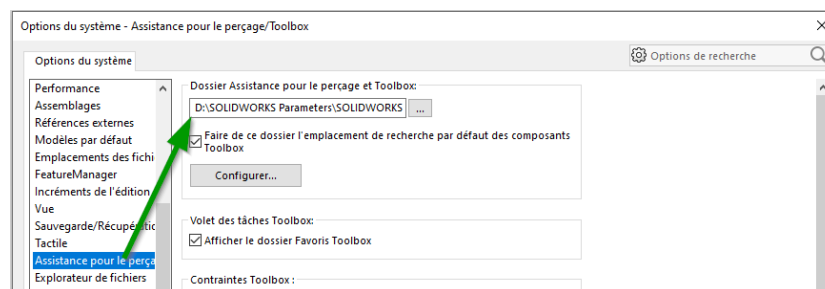 Options du système - Assistance pour le perçage/Toolbox
Options du système
Options de recherche
Performance
Assemblages
Références externes
Modèles par défaut
Emplacements des fichi
FeatureManager
Incréments de l'édition
Vue
Sauvegarde/Récupératic
Tactile
Assistance pour le perça
Explorateur de fichiers
Dossier Assistance pour le perçage et Toolbox:
D:\SOLIDWORKS Parameters\SOLIDWORKS
...
Faire de ce dossier l'emplacement de recherche par défaut des composants
Toolbox
Configurer...
Volet des tâches Toolbox:
Afficher le dossier Favoris Toolbox
Contraintes Toolbox :